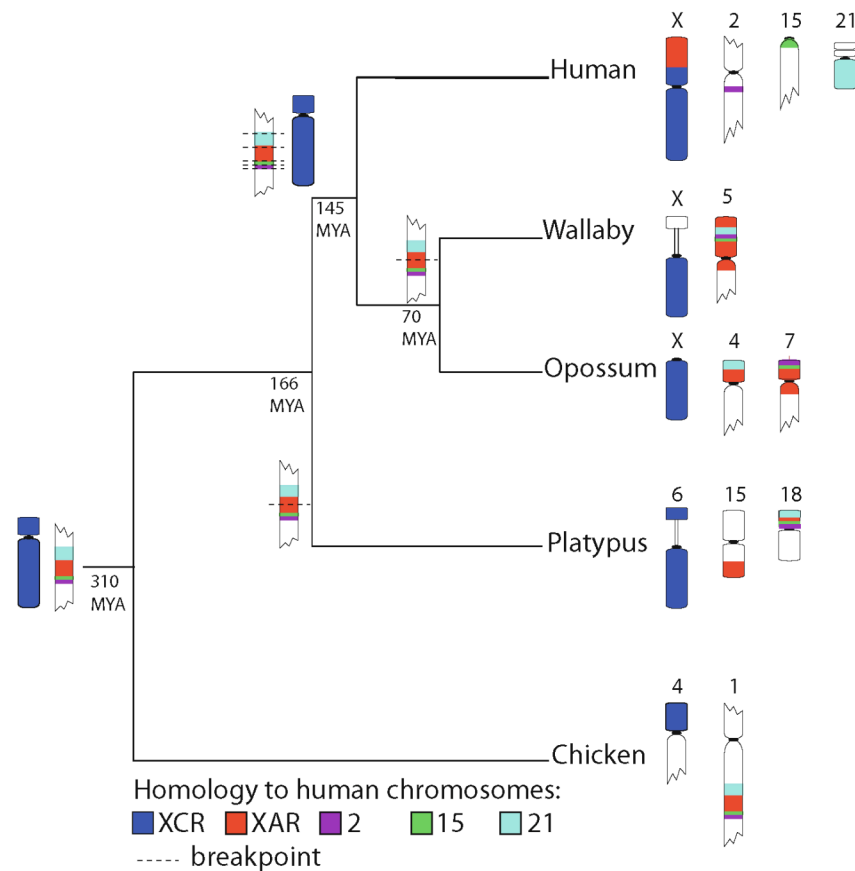 X 2 15 21
Human
145
MYA
X 5
Wallaby
70
MYA
X 4 7
Opossum
166
MYA
6 15 18
Platypus
310
MYA
4 1
Chicken
Homology to human chromosomes:
XCR XAR 2 15 21
----- breakpoint